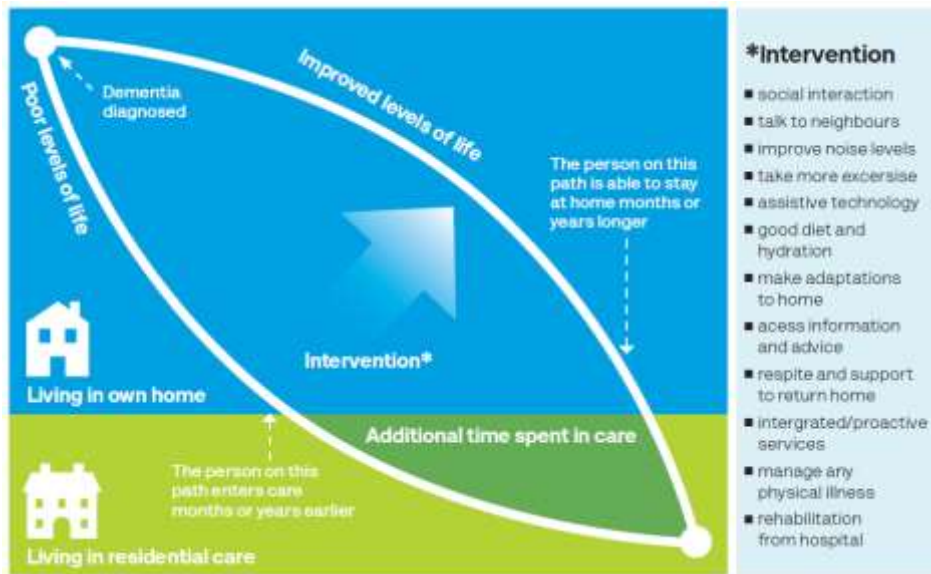 Dementia
diagnosed
Poor levels of life
Improved levels of life
The person on this
path is able to stay
at home months or
years longer
Intervention*
Living in own home
Additional time spent in care
The person on this
path enters care
months or years earlier
Living in residential care
*Intervention
■ social interaction
■ talk to neighbours
■ improve noise levels
■ take more excersise
■ assistive technology
■ good diet and
hydration
■ make adaptations
to home
■ acess information
and advice
■ respite and support
to return home
■ intergrated/proactive
services
■ manage any
physical illness
■ rehabilitation
from hospital